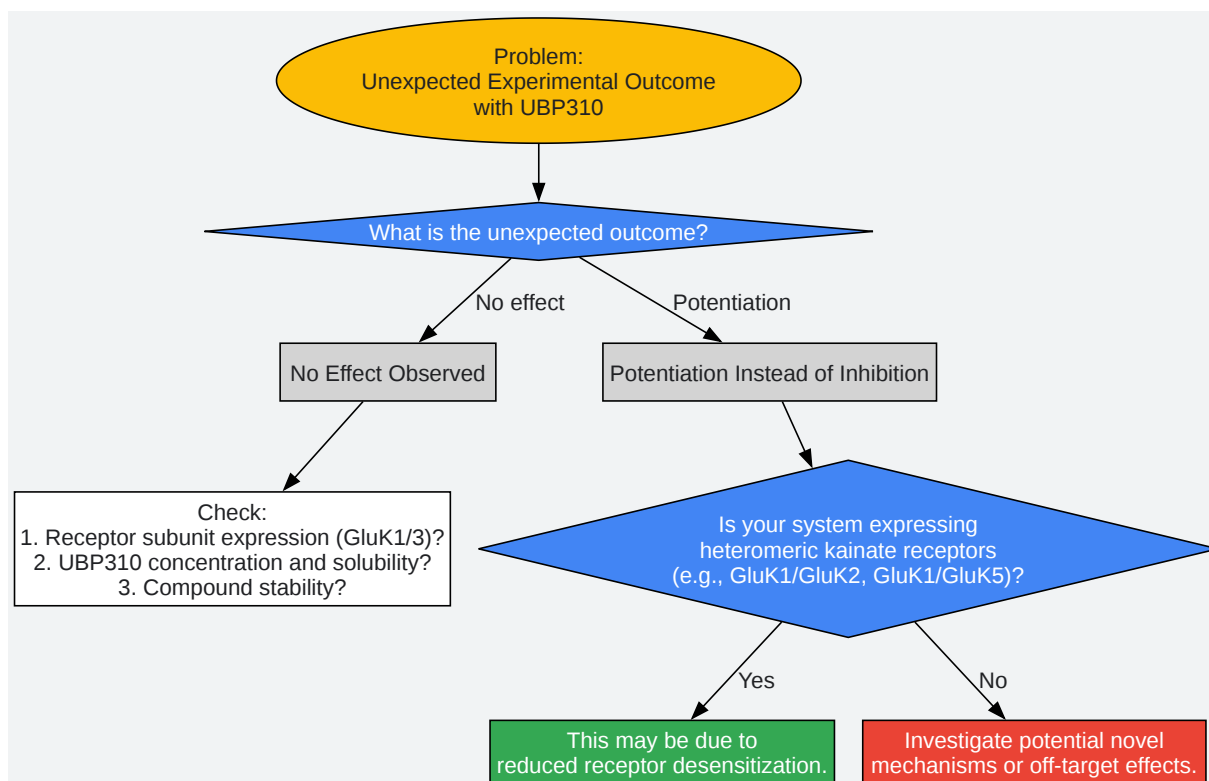 Problem:
Unexpected Experimental Outcome
with UBP310
What is the unexpected outcome?
No effect
Potentiation
No Effect Observed
Potentiation Instead of Inhibition
Check:
1. Receptor subunit expression (GluK1/3)?
2. UBP310 concentration and solubility?
3. Compound stability?
Is your system expressing
heteromeric kainate receptors
(e.g., GluK1/GluK2, GluK1/GluK5)?
Yes
No
This may be due to
reduced receptor desensitization.
Investigate potential novel
mechanisms or off-target effects.